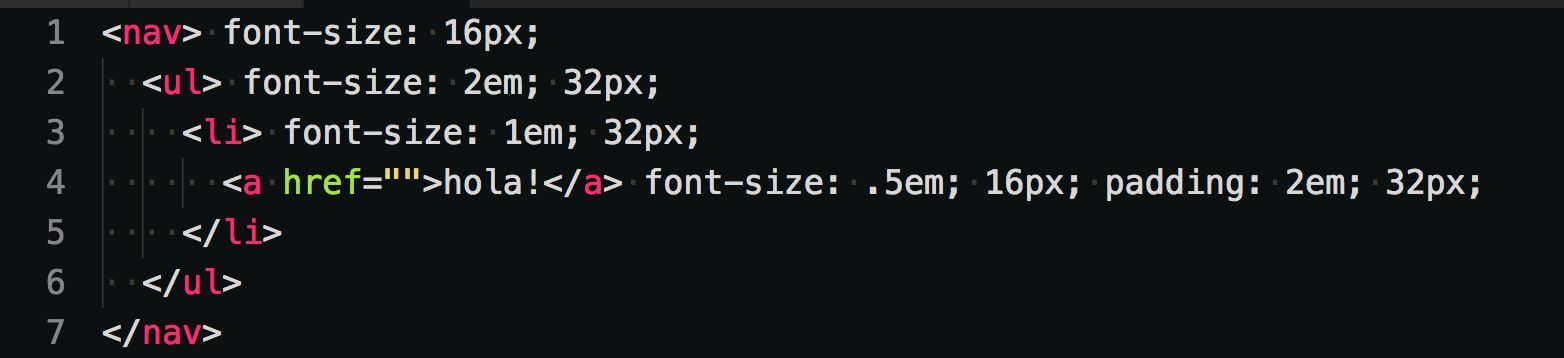 1 <nav> font-size: 16px;
2 <ul> font-size: 2em; 32px;
3 <li> font-size: 1em; 32px;
4 <a href="">hola!</a> font-size: .5em; 16px; padding: 2em; 32px;
5 </li>
6 </ul>
7 </nav>